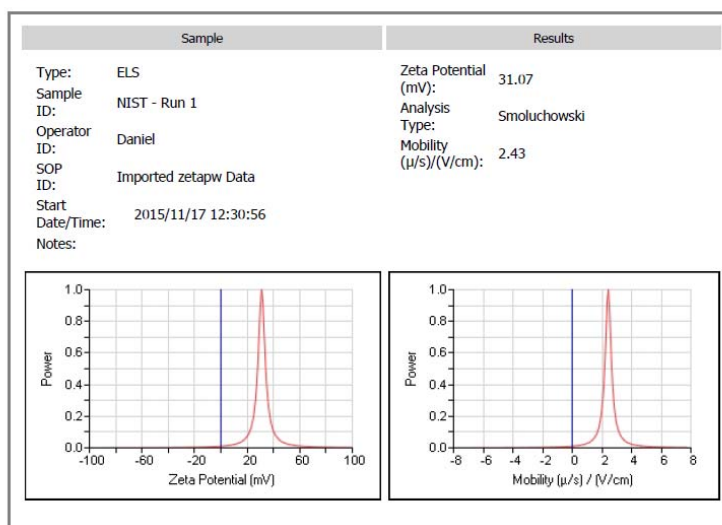 Sample
Type: ELS
Sample
ID: NIST - Run 1
Operator
ID: Daniel
SOP
ID: Imported zetapw Data
Start
Date/Time: 2015/11/17 12:30:56
Notes:
Results
Zeta Potential
(mV): 31.07
Analysis
Type: Smoluchowski
Mobility
(μ/s)/(V/cm): 2.43
1.0
0.8
0.6
0.4
0.2
0.0
Power
-100 -60 -20 20 60 100
Zeta Potential (mV)
1.0
0.8
0.6
0.4
0.2
0.0
Power
-8 -6 -4 -2 0 2 4 6 8
Mobility (μ/s) / (V/cm)